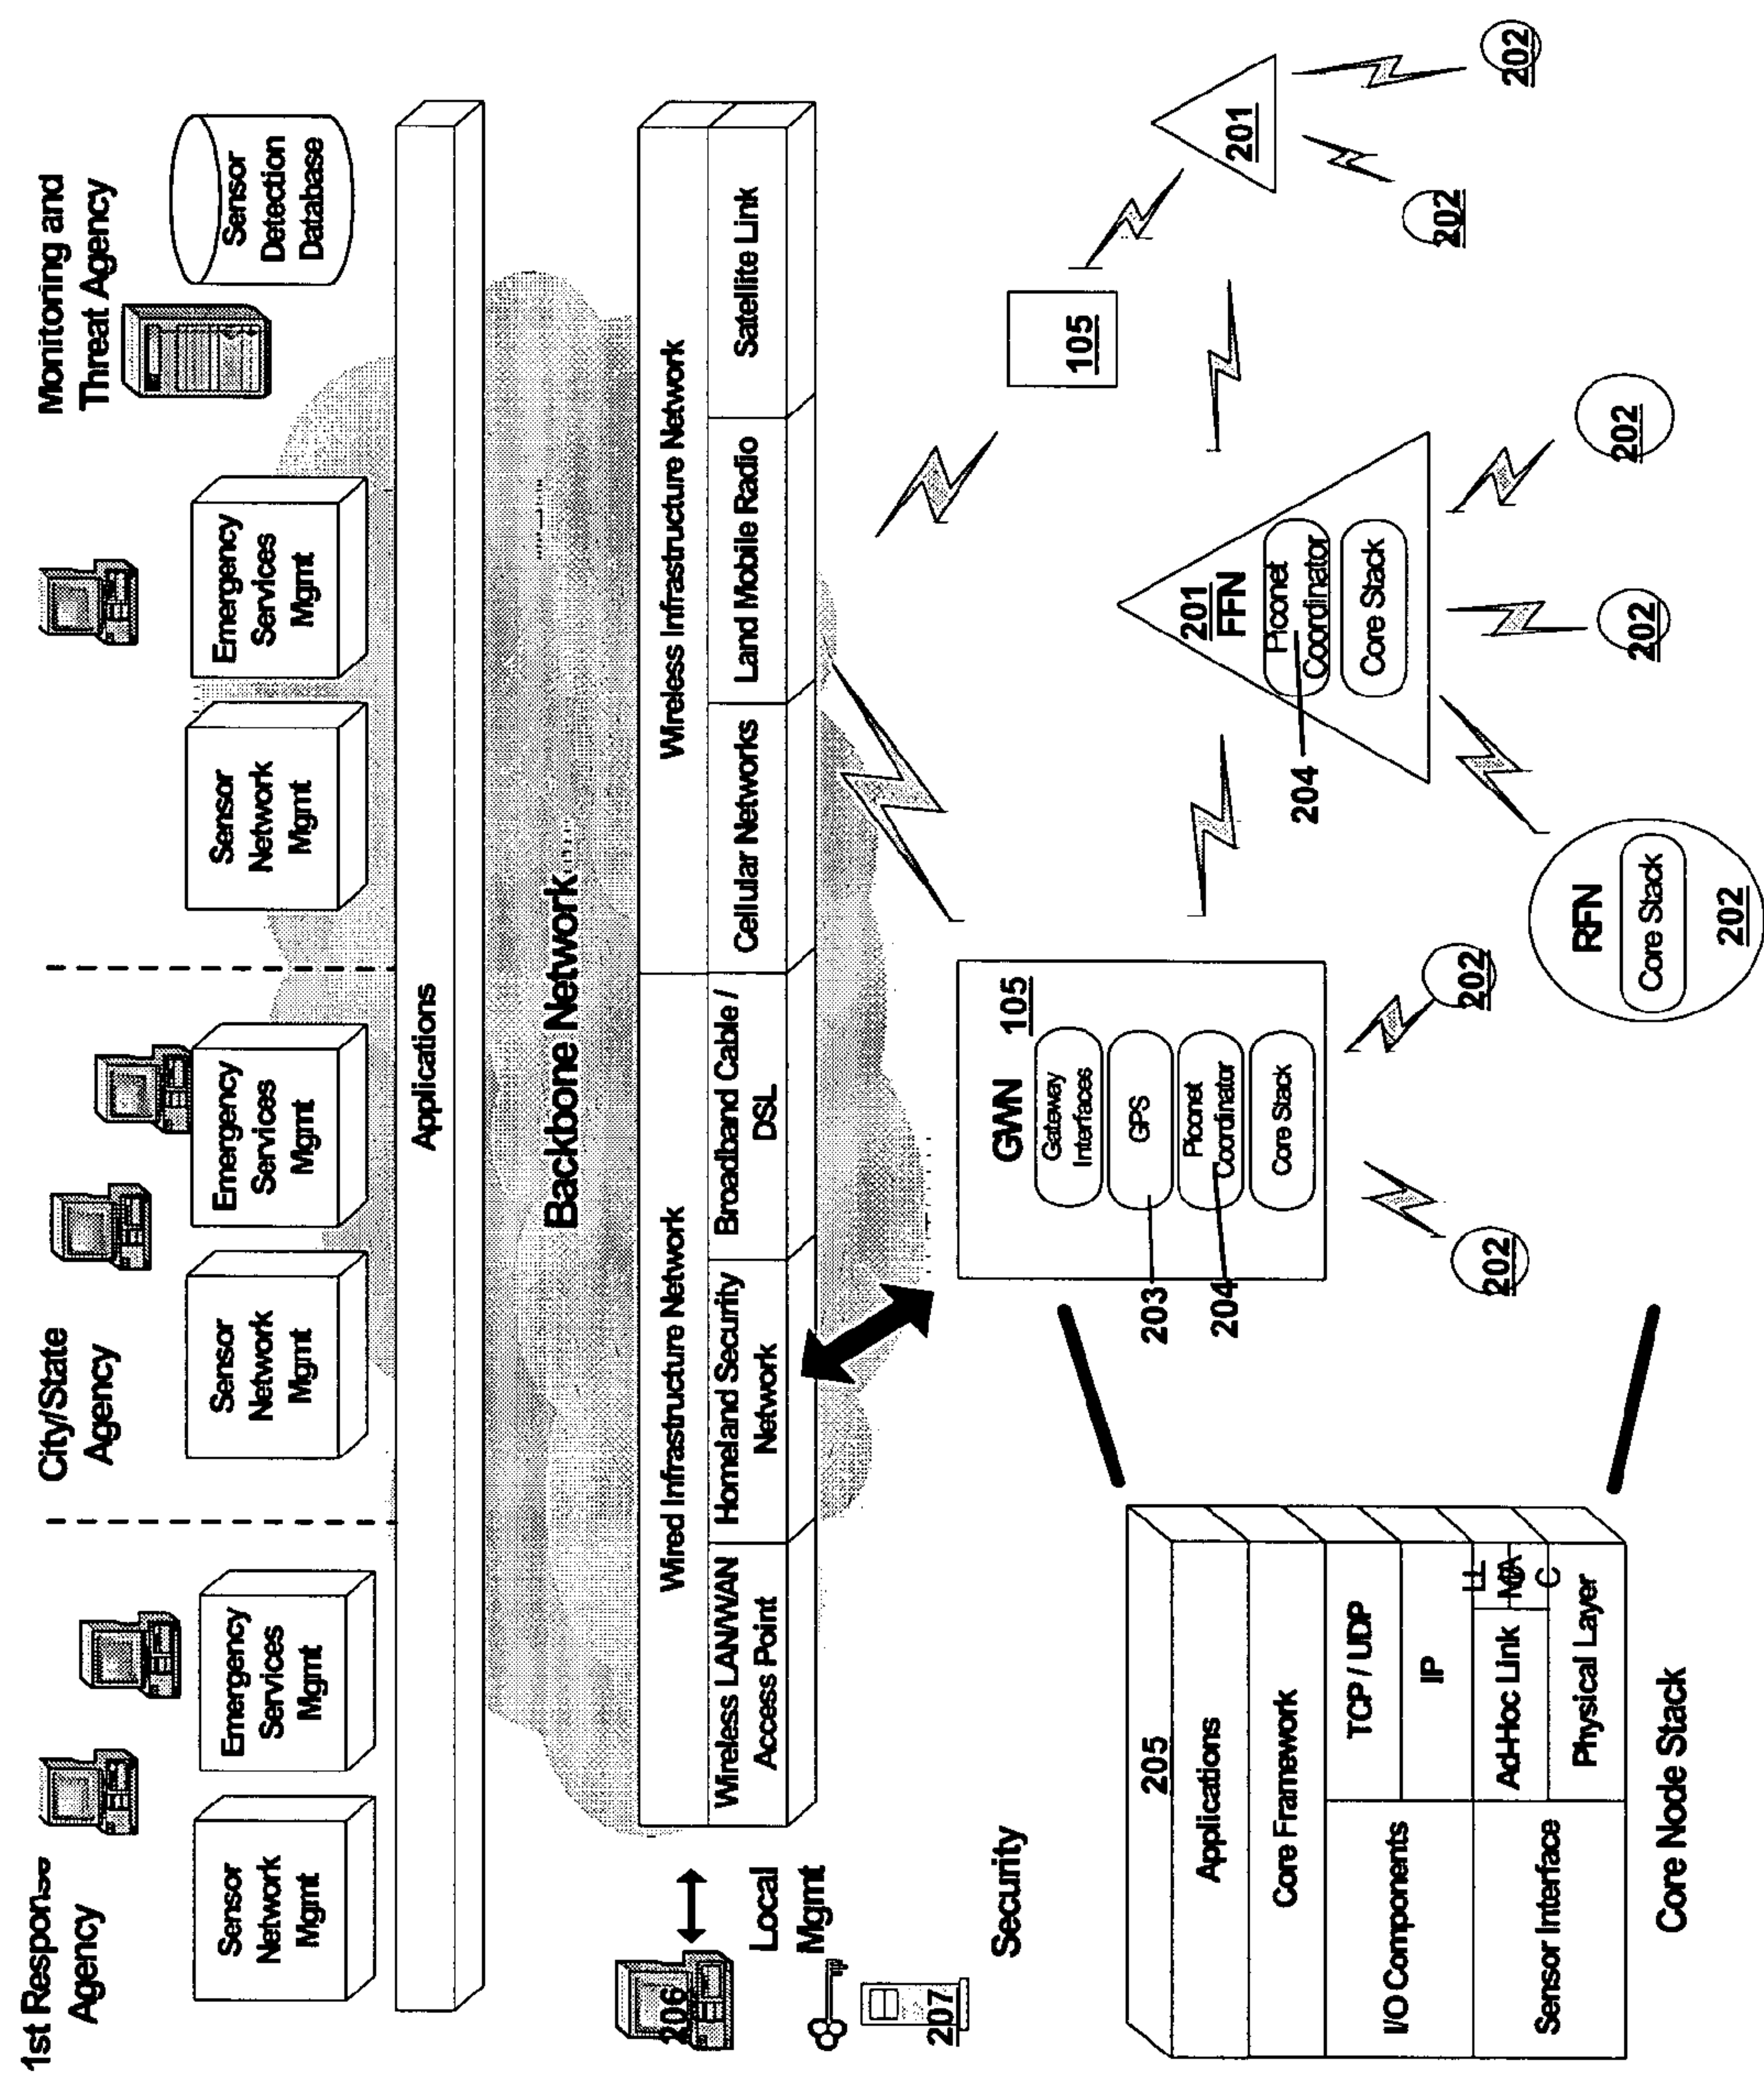 1st Response
Agency
City/State
Agency
Monitoring and
Threat Agency
Sensor
Network
Mgmt
Emergency
Services
Mgmt
Sensor
Network
Mgmt
Emergency
Services
Mgmt
Sensor
Network
Mgmt
Emergency
Services
Mgmt
Sensor
Detection
Database
Applications
Backbone Network
Wired Infrastructure Network
Wireless Infrastructure Network
Wireless LAN/WAN
Access Point
Homeland Security
Network
Broadband Cable /
DSL
Cellular Networks
Land Mobile Radio
Satellite Link
206
Local
Mgmt
207
Security
GWN
105
Gateway
Interfaces
GPS
Piconet
Coordinator
Core Stack
203
204
202
202
105
201
202
202
201
FFN
Piconet
Coordinator
Core Stack
204
202
202
RFN
Core Stack
202
205
Applications
Core Framework
I/O Components
TCP / UDP
IP
Sensor Interface
Ad-Hoc Link
MA
C
Physical Layer
Core Node Stack